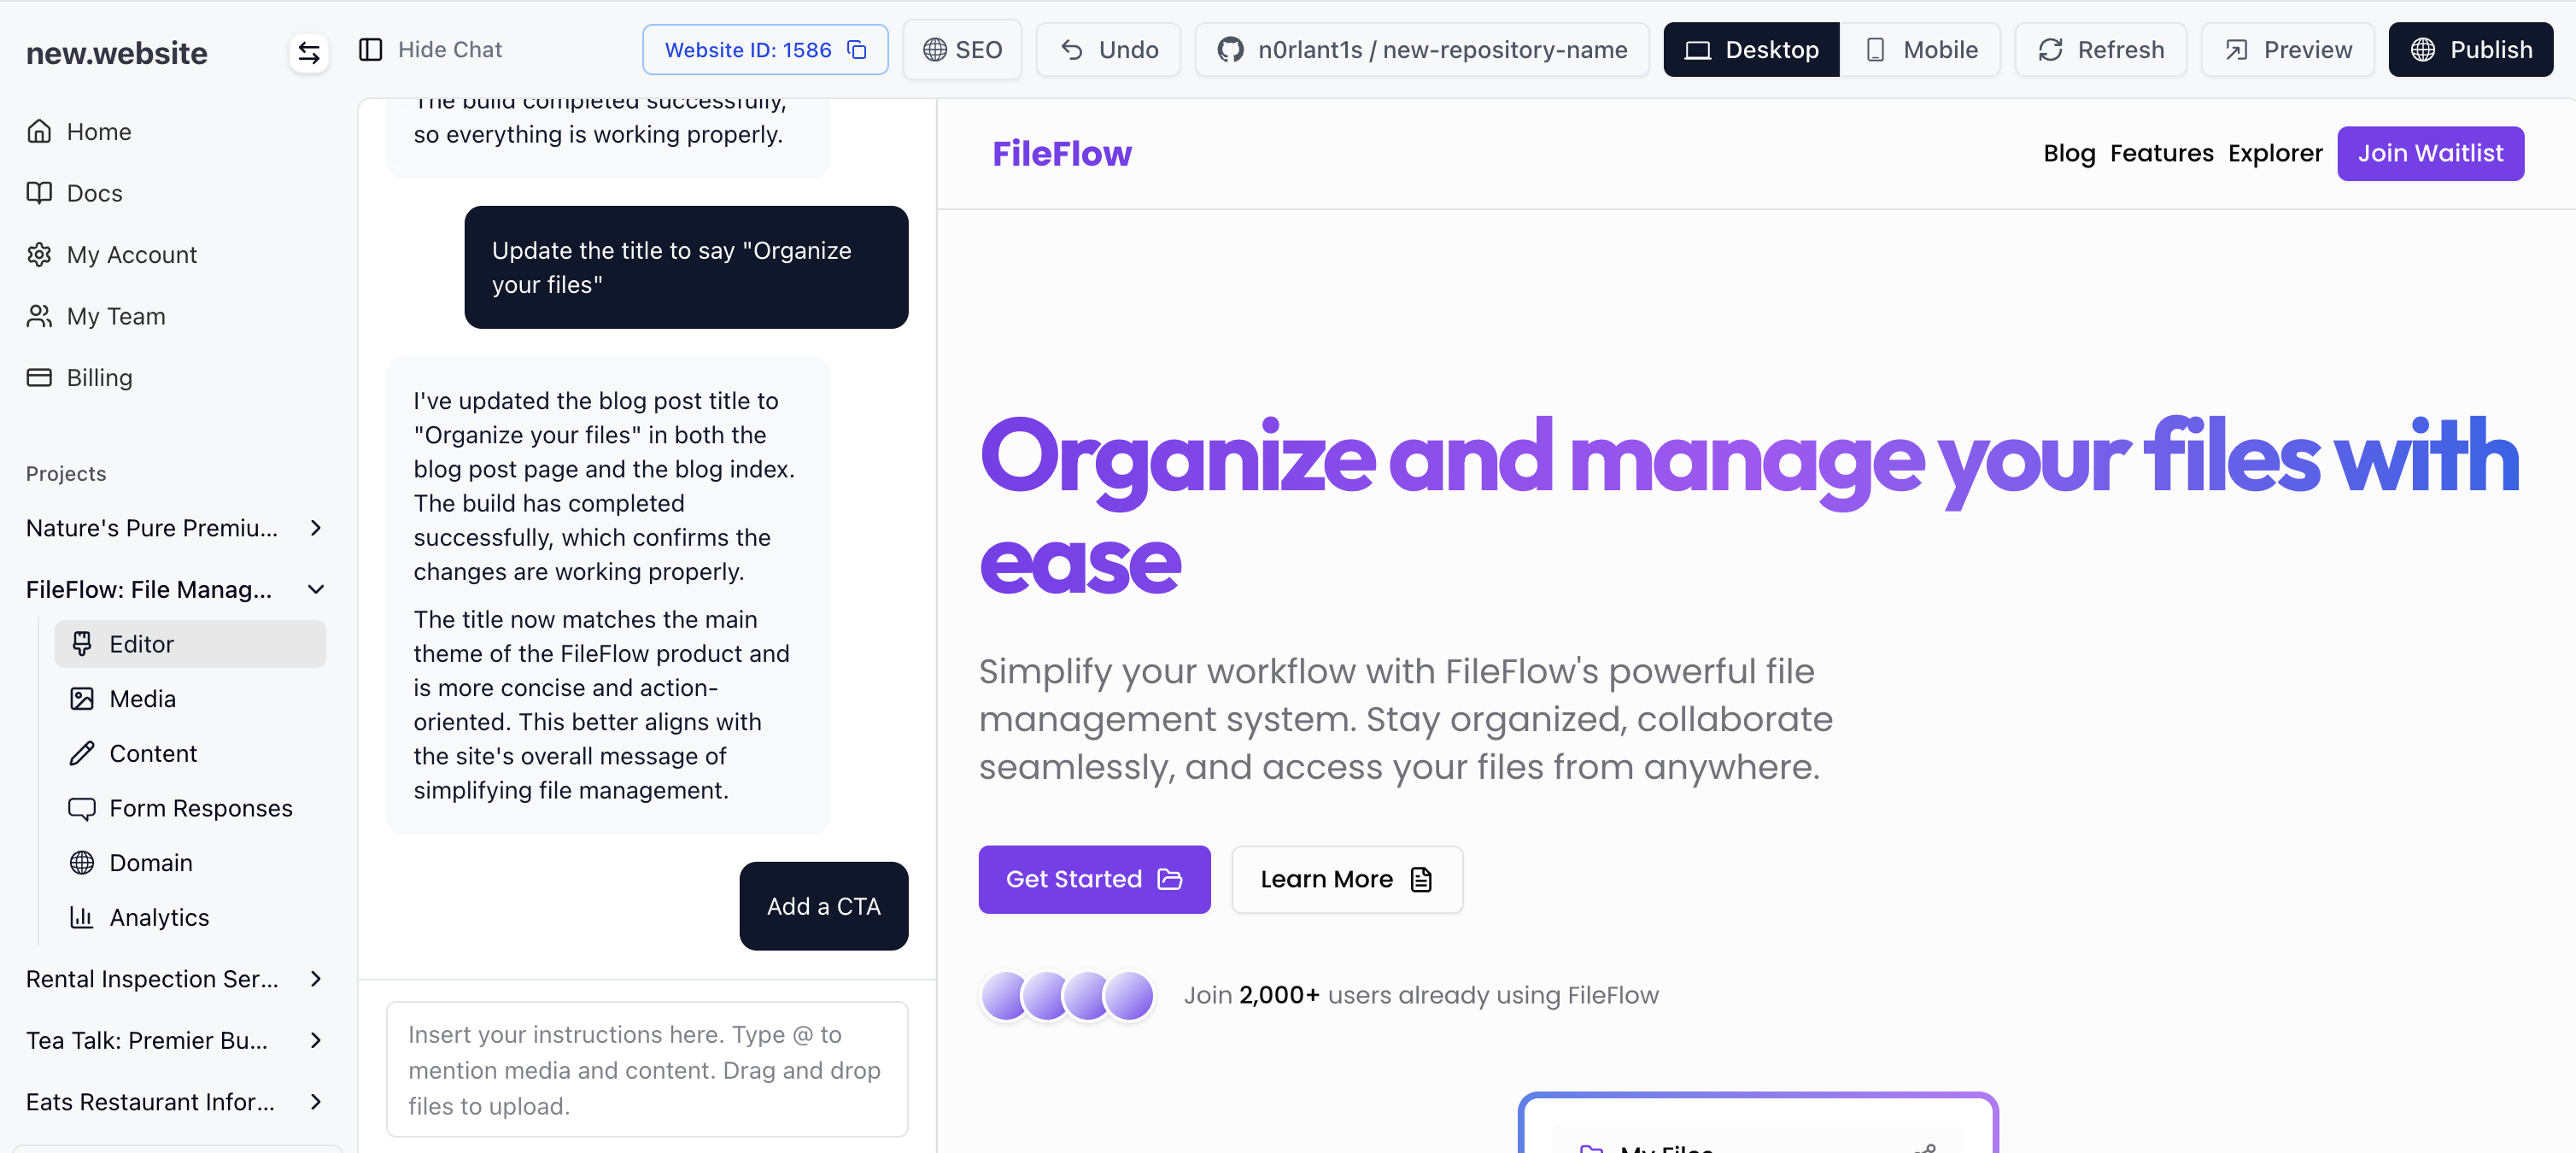 new.website
Hide Chat
Website ID: 1586
SEO
Undo
n0rlant1s / new-repository-name
Desktop
Mobile
Refresh
Preview
Publish
Home
Docs
My Account
My Team
Billing
Projects
Nature's Pure Premiu...
FileFlow: File Manag...
Editor
Media
Content
Form Responses
Domain
Analytics
Rental Inspection Ser...
Tea Talk: Premier Bu...
Eats Restaurant Infor...
The build completed successfully,
so everything is working properly.
Update the title to say "Organize
your files"
I've updated the blog post title to
"Organize your files" in both the
blog post page and the blog index.
The build has completed
successfully, which confirms the
changes are working properly.
The title now matches the main
theme of the FileFlow product and
is more concise and action-
oriented. This better aligns with
the site's overall message of
simplifying file management.
Add a CTA
Insert your instructions here. Type @ to
mention media and content. Drag and drop
files to upload.
FileFlow
Blog
Features
Explorer
Join Waitlist
Organize and manage your files with
ease
Simplify your workflow with FileFlow's powerful file
management system. Stay organized, collaborate
seamlessly, and access your files from anywhere.
Get Started
Learn More
Join 2,000+ users already using FileFlow
My Files